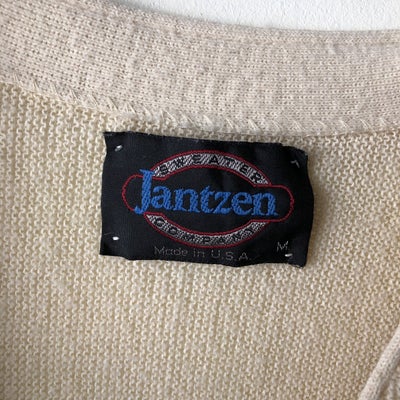 SWEATER
Jantzen
COMPANY
M
Made in U.S.A.